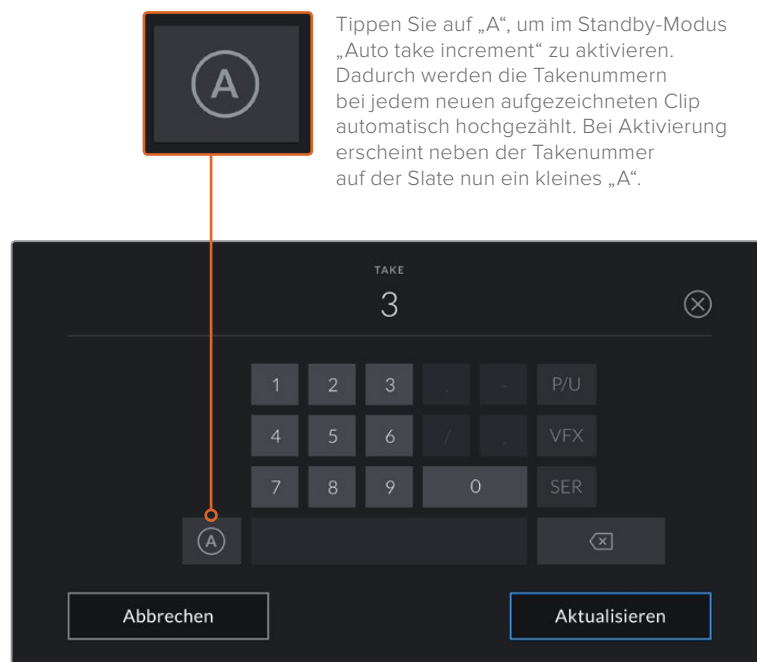 A
Tippen Sie auf „A“, um im Standby-Modus
„Auto take increment“ zu aktivieren.
Dadurch werden die Takenummern
bei jedem neuen aufgezeichneten Clip
automatisch hochgezählt. Bei Aktivierung
erscheint neben der Takenummer
auf der Slate nun ein kleines „A“.
TAKE
3
1 2 3 . - P/U
4 5 6 / , VFX
7 8 9 0 SER
A
Abbrechen Aktualisieren